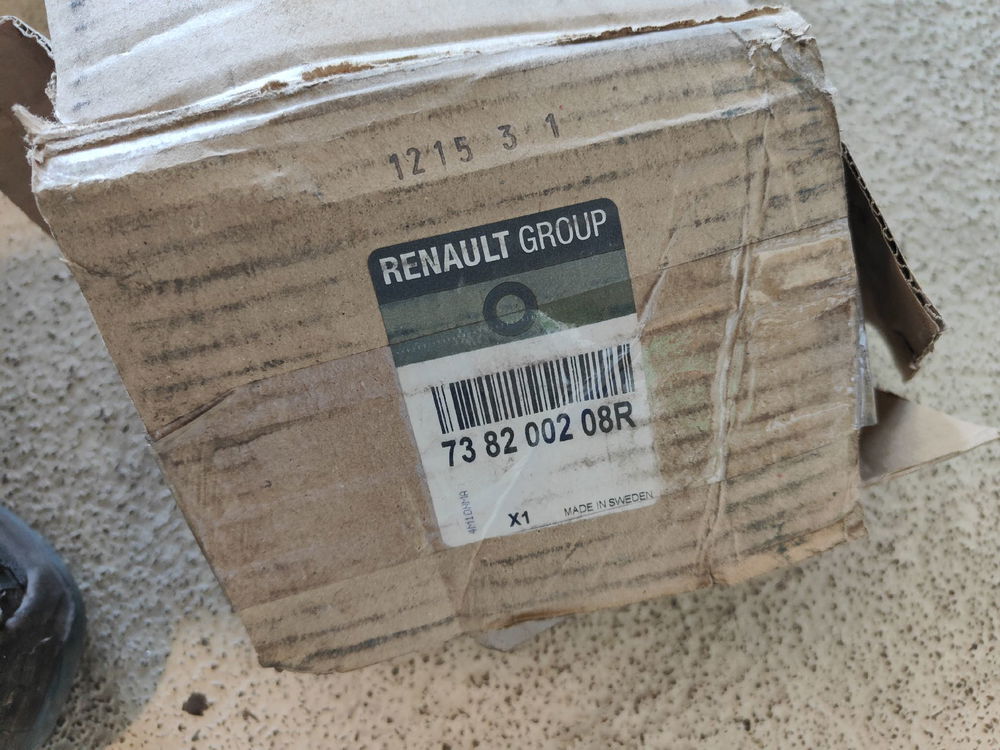 1215 3 1
RENAULT GROUP
73 82 002 08R
X1
MADE IN SWEDEN